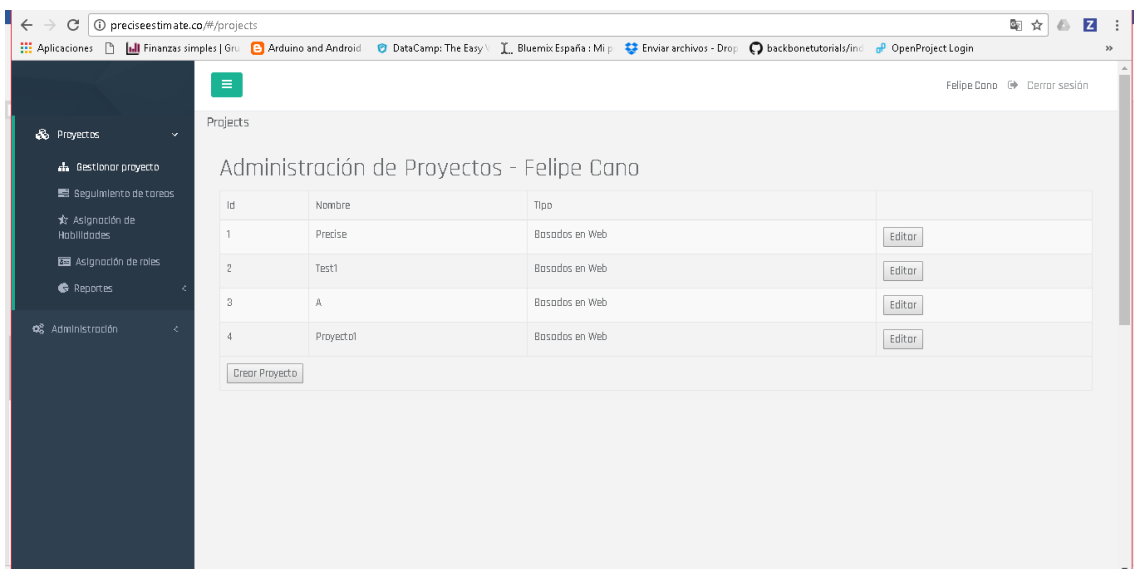 preciseestimate.co/#/projects
Aplicaciones Finanzas simples | Gru Arduino and Android DataCamp: The Easy Bluemix España : Mi p Enviar archivos - Drop backbonetutorials/ind OpenProject Login »
Felipe Cano Cerrar sesión
Projects
Proyectos
Gestionar proyecto
Seguimiento de tareas
Asignación de
Habilidades
Asignación de roles
Reportes
Administración
Administración de Proyectos - Felipe Cano
Id Nombre Tipo
1 Precise Basados en Web Editar
2 Test1 Basados en Web Editar
3 A Basados en Web Editar
4 Proyecto1 Basados en Web Editar
Crear Proyecto